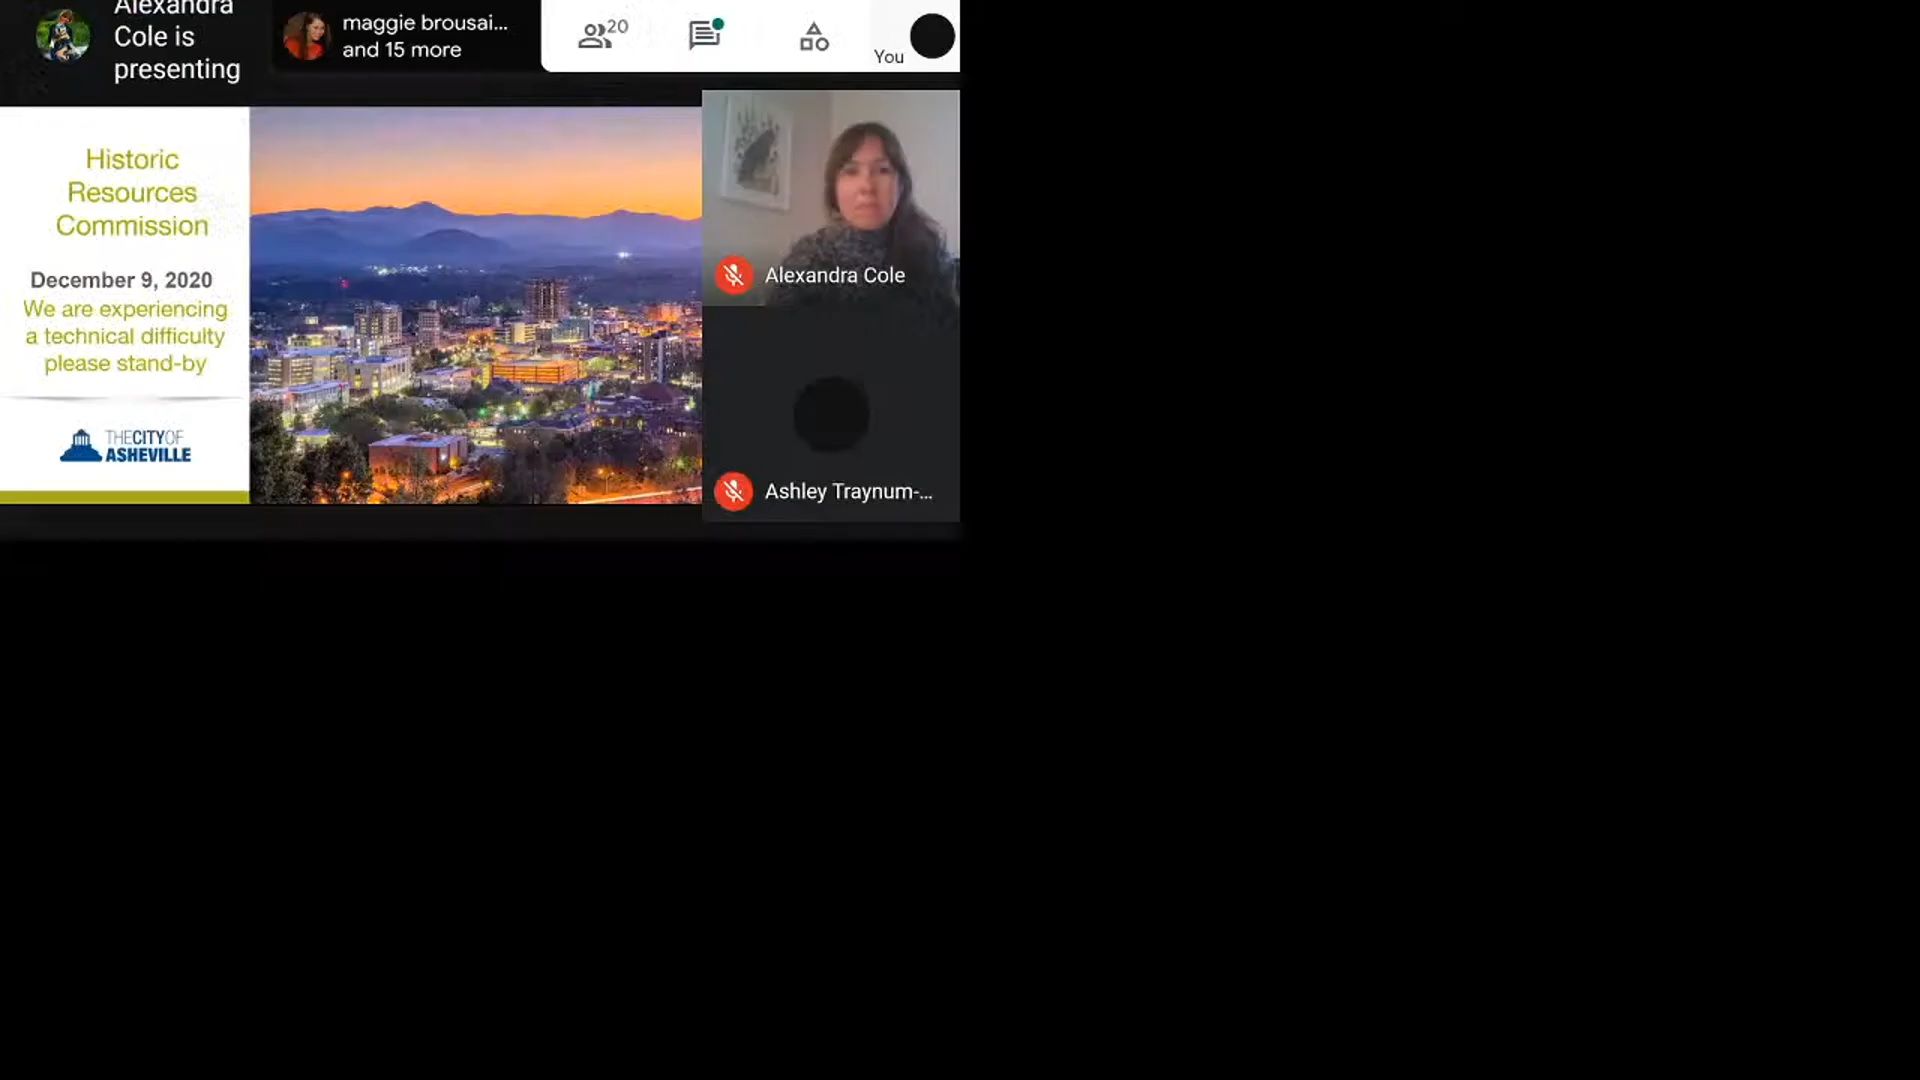 Alexandra
Cole is
presenting
maggie brousai...
and 15 more
20
You
Historic
Resources
Commission
December 9, 2020
We are experiencing
a technical difficulty
please stand-by
THE CITY OF
ASHEVILLE
Alexandra Cole
Ashley Traynum-...